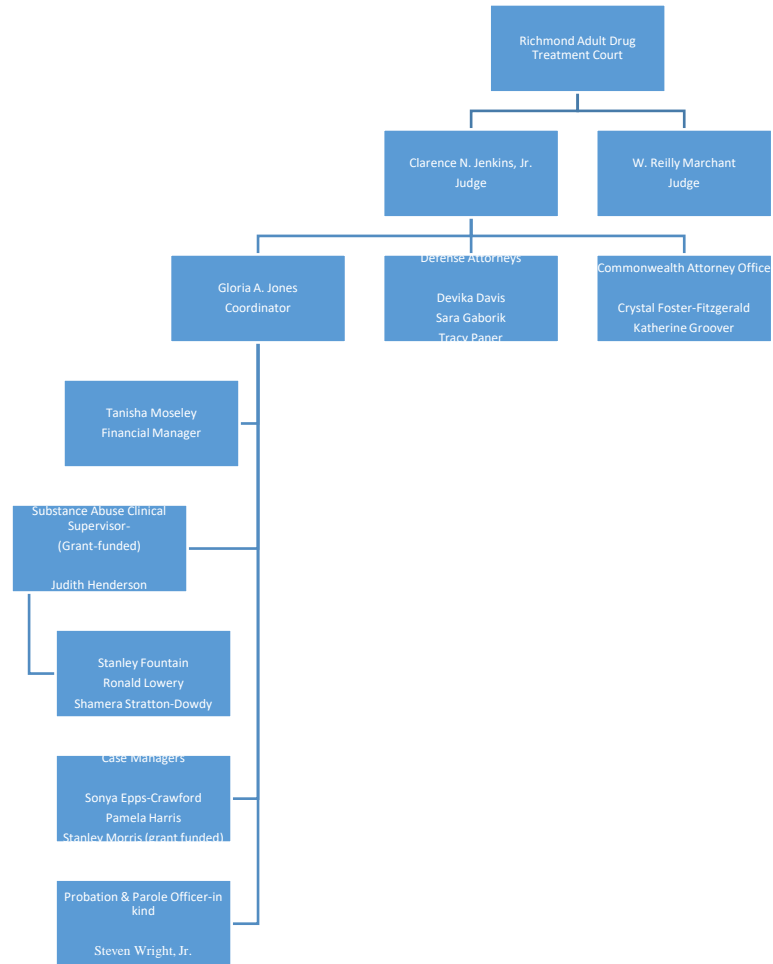 Richmond Adult Drug
Treatment Court
Clarence N. Jenkins, Jr.
Judge
W. Reilly Marchant
Judge
Gloria A. Jones
Coordinator
Defense Attorneys
Devika Davis
Sara Gaborik
Tracy Paner
Commonwealth Attorney Office
Crystal Foster-Fitzgerald
Katherine Groover
Tanisha Moseley
Financial Manager
Substance Abuse Clinical
Supervisor-
(Grant-funded)
Judith Henderson
Stanley Fountain
Ronald Lowery
Shamera Stratton-Dowdy
Case Managers
Sonya Epps-Crawford
Pamela Harris
Stanley Morris (grant funded)
Probation & Parole Officer-in
kind
Steven Wright, Jr.